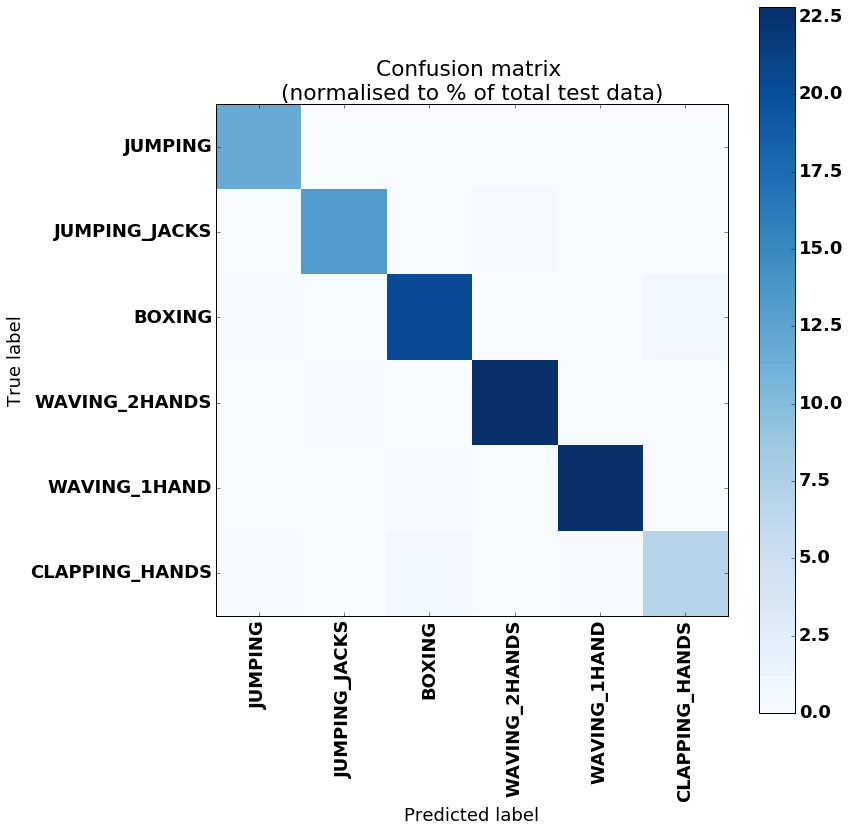 Confusion matrix
(normalised to % of total test data)
JUMPING
JUMPING_JACKS
BOXING
WAVING_2HANDS
WAVING_1HAND
CLAPPING_HANDS
True label
JUMPING
JUMPING_JACKS
BOXING
WAVING_2HANDS
WAVING_1HAND
CLAPPING_HANDS
Predicted label
22.5
20.0
17.5
15.0
12.5
10.0
7.5
5.0
2.5
0.0